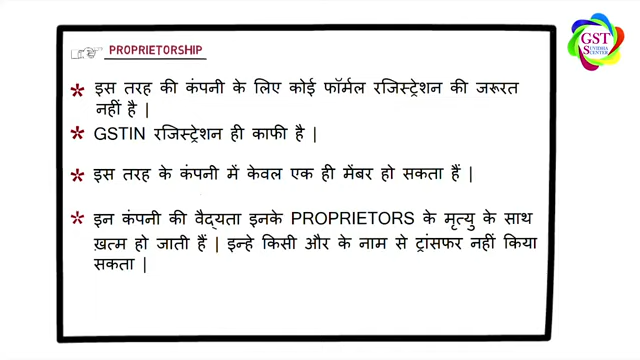 PROPRIETORSHIP
GST
SUVIDHA
CENTER
* इस तरह की कंपनी के लिए कोई फॉर्मल रजिस्ट्रेशन की जरूरत
नहीं है |
* GSTIN रजिस्ट्रेशन ही काफी है |
* इस तरह के कंपनी में केवल एक ही मेंबर हो सकता हैं |
* इन कंपनी की वैद्यता इनके PROPRIETORS के मृत्यु के साथ
ख़त्म हो जाती हैं | इन्हे किसी और के नाम से ट्रांसफर नहीं किया
सकता |